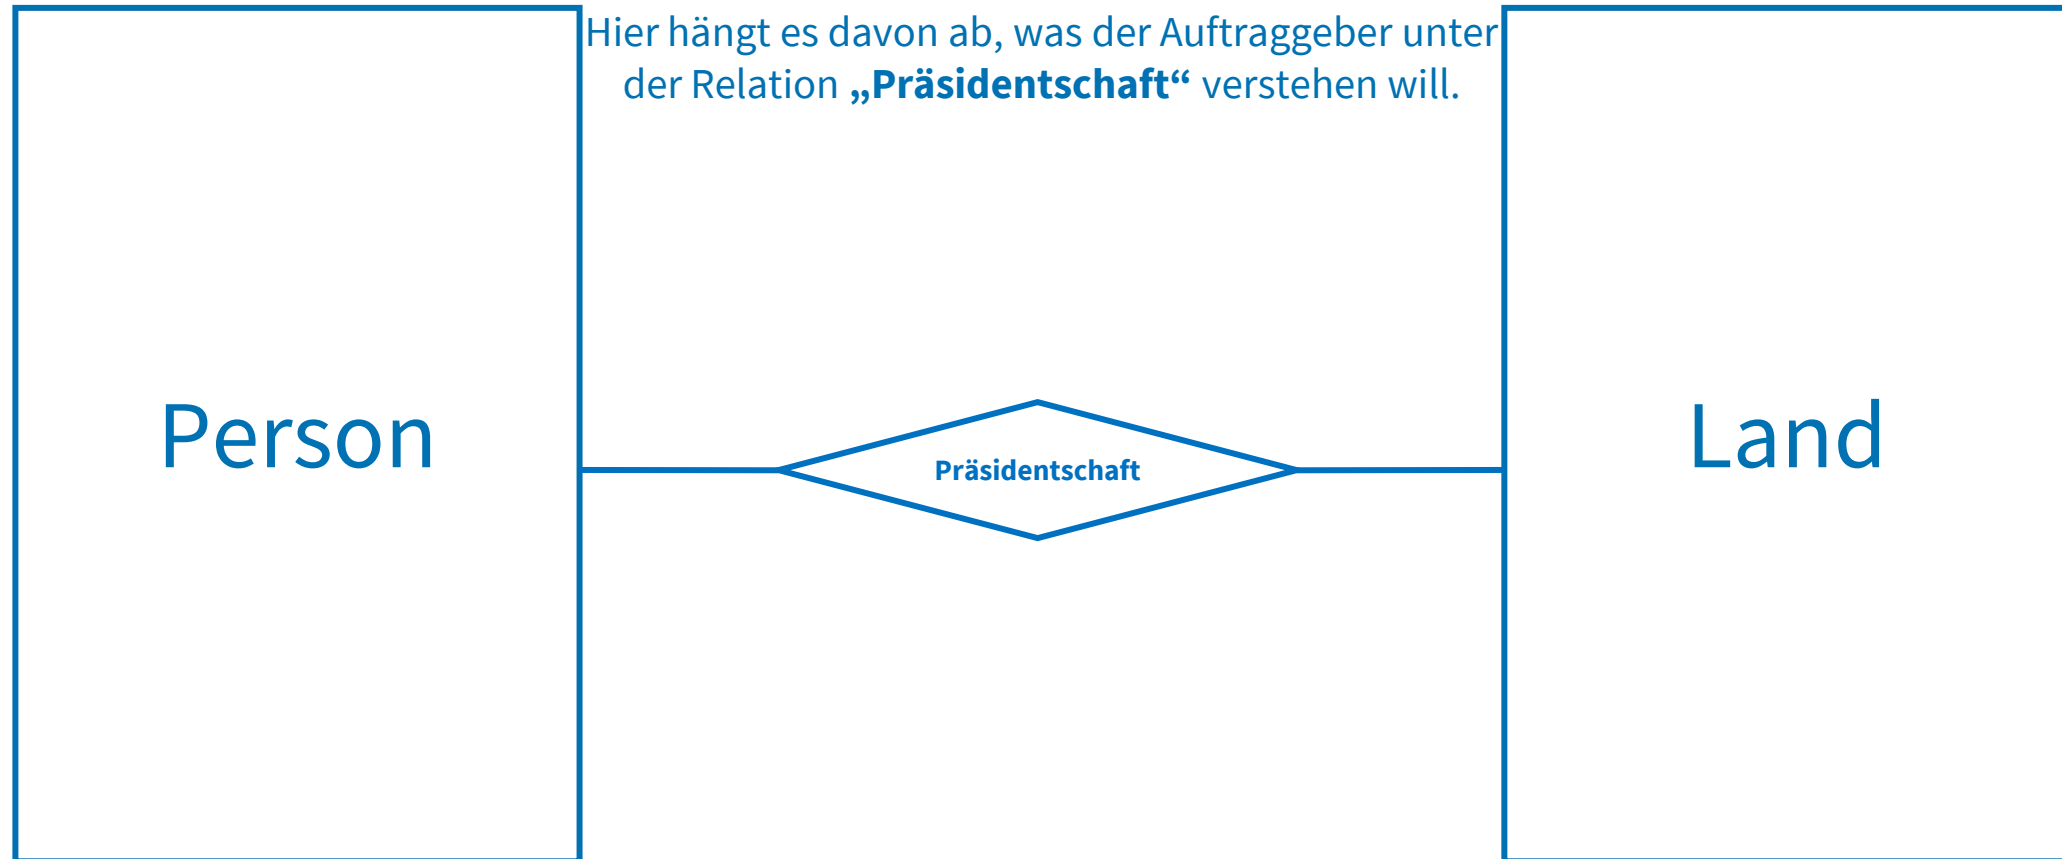 Hier hängt es davon ab, was der Auftraggeber unter
der Relation „Präsidentschaft“ verstehen will.
Person
Präsidentschaft
Land